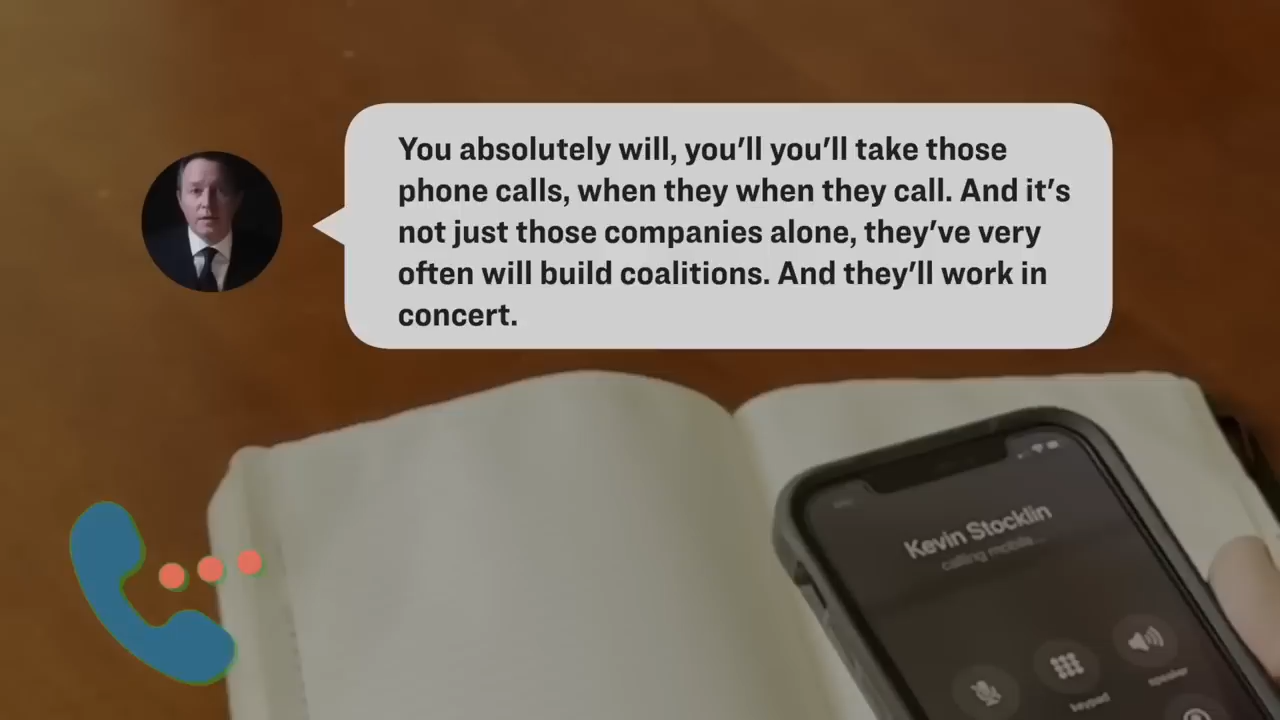 You absolutely will, you’ll you’ll take those
phone calls, when they when they call. And it’s
not just those companies alone, they’ve very
often will build coalitions. And they’ll work in
concert.
Kevin Stocklin
calling mobile...
keypad
speaker